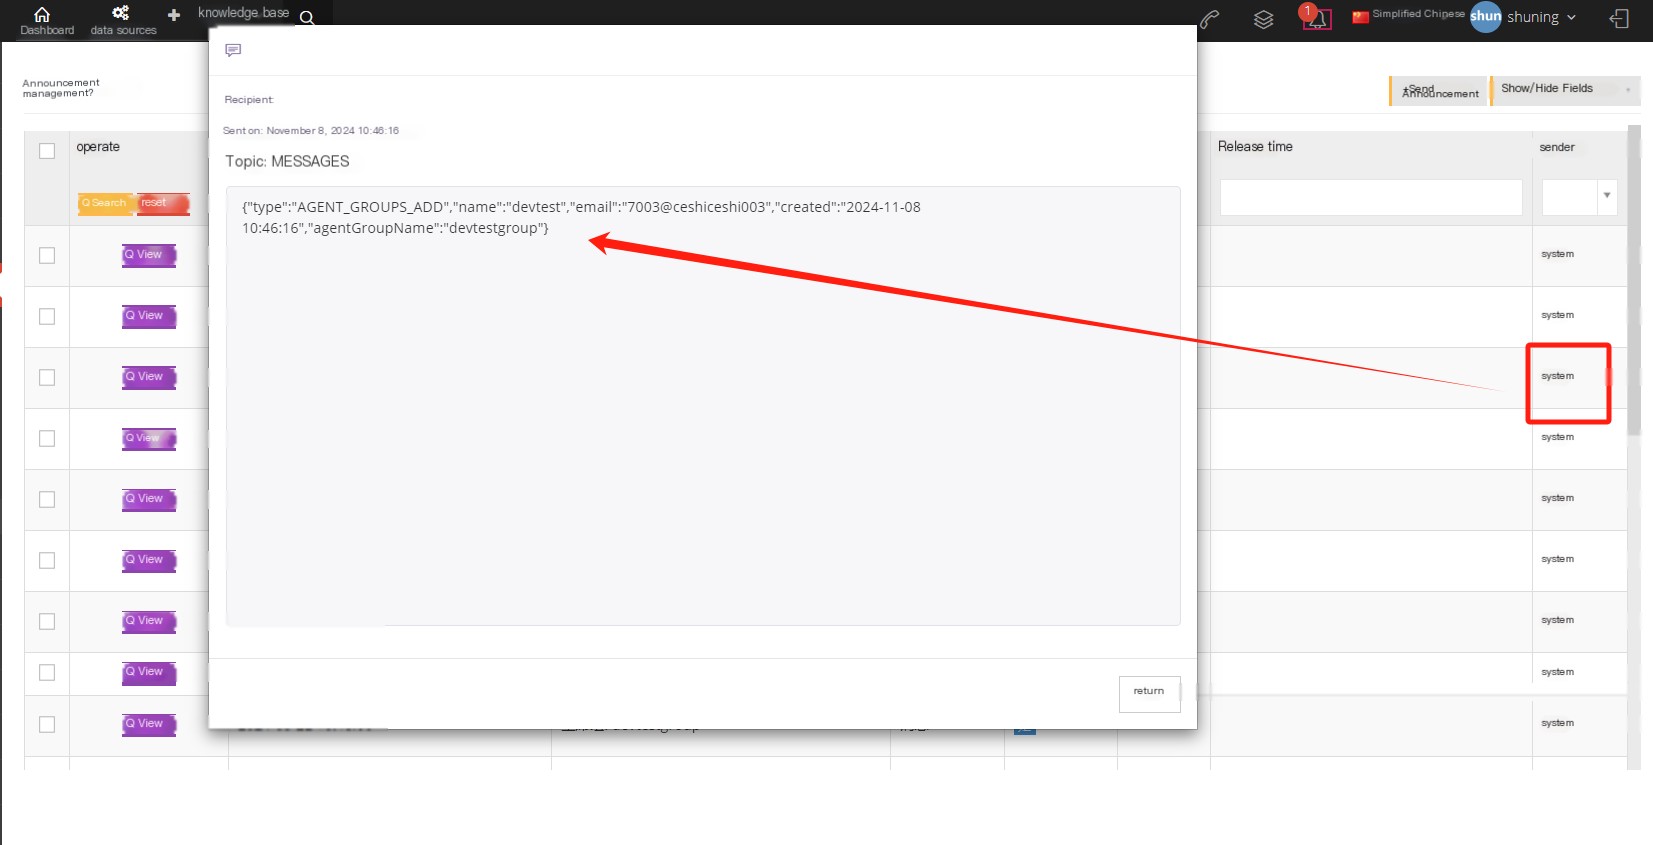 Dashboard
data sources
knowledge base
1
Simplified Chipese
shun
shuning
Announcement
management?
+Send
Announcement
Show/Hide Fields
operate
Release time
sender
Q Search
reset
Recipient:
Sent on: November 8, 2024 10:46:16
Topic: MESSAGES
{"type":"AGENT_GROUPS_ADD","name":"devtest","email":"7003@ceshiceshi003","created":"2024-11-08
10:46:16","agentGroupName":"devtestgroup"}
Q View
system
Q View
system
Q View
system
Q View
system
Q View
system
Q View
system
Q View
system
Q View
system
return
Q View
system